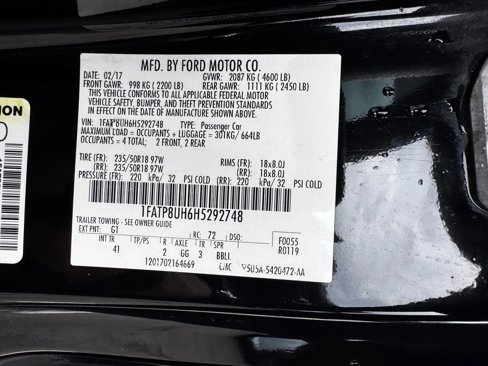 MFD. BY FORD MOTOR CO.
DATE: 02/17 GVWR: 2087 KG (4600 LB)
FRONT GAWR: 998 KG (2200 LB) REAR GAWR: 1111 KG (2450 LB)
THIS VEHICLE CONFORMS TO ALL APPLICABLE FEDERAL MOTOR
VEHICLE SAFETY, BUMPER, AND THEFT PREVENTION STANDARDS
IN EFFECT ON THE DATE OF MANUFACTURE SHOWN ABOVE.
VIN: 1FATP8UH6H5292748 TYPE: Passenger Car
MAXIMUM LOAD = OCCUPANTS + LUGGAGE = 301KG / 664LB
OCCUPANTS = 4 TOTAL; 2 FRONT, 2 REAR
TIRE (FR): 235/50R18 97W RIMS (FR): 18x8.0J
TIRE (RR): 235/50R18 97W RIMS (RR): 18x8.0J
PRESSURE (FR): 220 kPa/ 32 PSI COLD (RR): 220 kPa/ 32 PSI COLD
1FATP8UH6H5292748
TRAILER TOWING - SEE OWNER GUIDE
EXT PNT: G1 RC: 72 DSO: F0055
INT TR TP/PS R AXLE TR SPR R0119
41 2 GG 3 BBLL
1201702164669